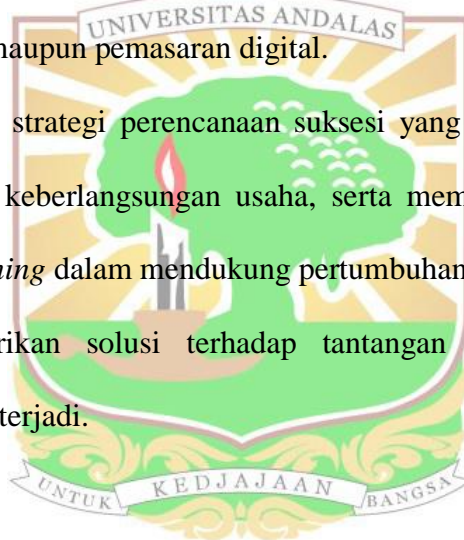 UNIVERSITAS ANDALAS
maupun pemasaran digital.
strategi perencanaan suksesi yang
keberlangsungan usaha, serta mem
ning dalam mendukung pertumbuhan
rikan solusi terhadap tantangan
terjadi.
UNTUK KEDJAJAAN BANGSA